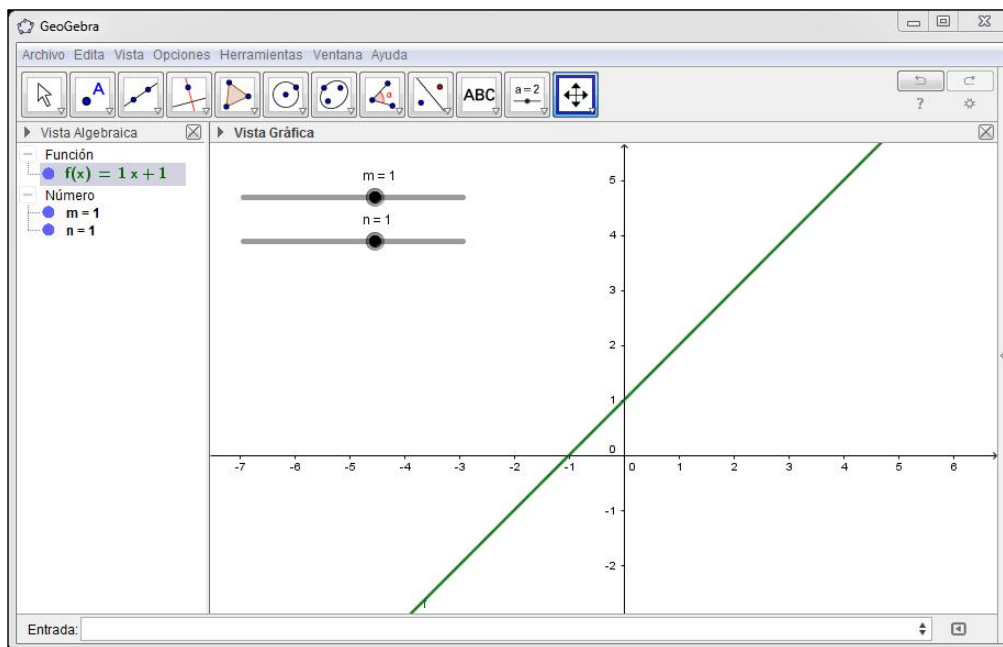 GeoGebra
Archivo Edita Vista Opciones Herramientas Ventana Ayuda
A
α
ABC
a=2
?
Vista Algebraica
Vista Gráfica
Función
f(x) = 1 x + 1
Número
m = 1
n = 1
m = 1
n = 1
5
4
3
2
1
0
-7 -6 -5 -4 -3 -2 -1 0 1 2 3 4 5 6
-1
-2
f
Entrada: